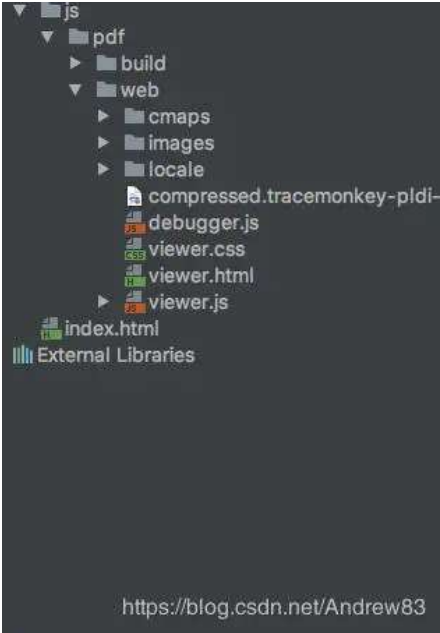 js
pdf
build
web
cmaps
images
locale
compressed.tracemonkey-pldi-
debugger.js
viewer.css
viewer.html
viewer.js
index.html
External Libraries
https://blog.csdn.net/Andrew83